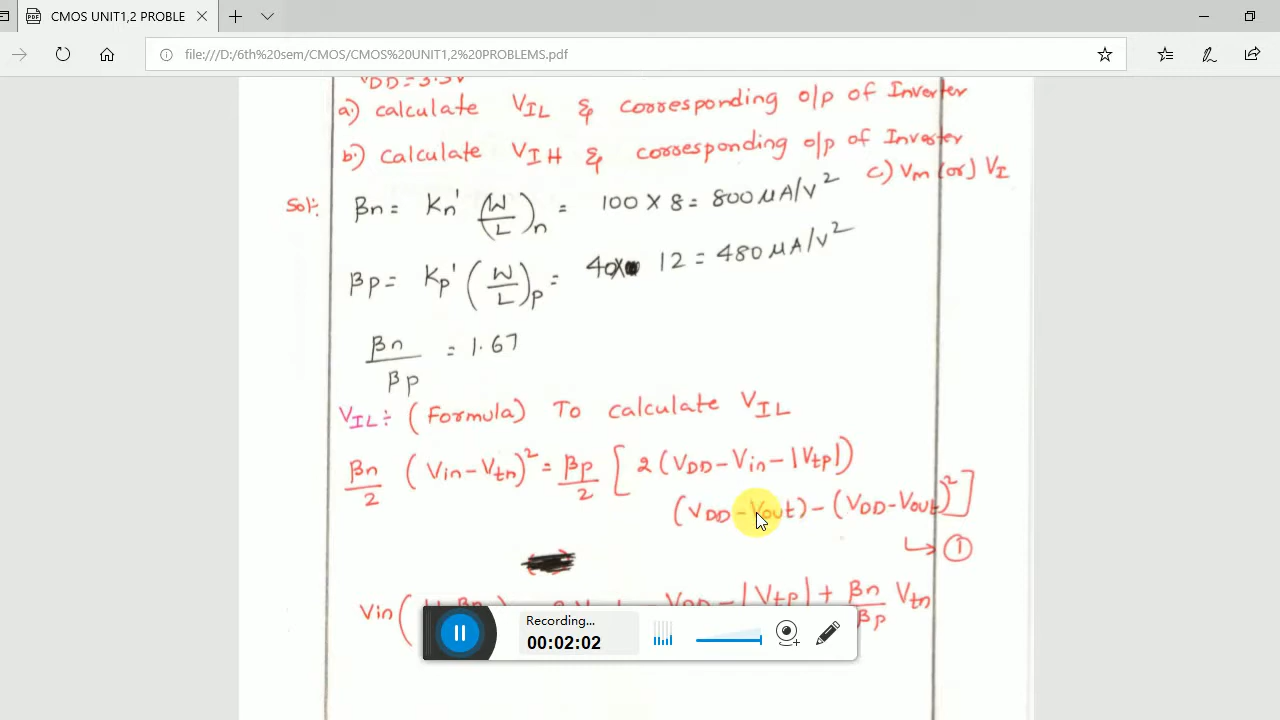 CMOS UNIT1,2 PROBLE
file:///D:/6th%20sem/CMOS/CMOS%20UNIT1,2%20PROBLEMS.pdf
VDD=3.3V
a.) calculate VIL & corresponding o/p of Inverter
b.) calculate VIH & corresponding o/p of Inverter
c.) Vm (or) VI
Sol:
βn = Kn' (W/L)n = 100 X 8 = 800 μA/V²
βp = Kp' (W/L)p = 40X 12 = 480 μA/V²
βn/βp = 1.67
VIL:- (Formula) To calculate VIL
βn/2 (Vin-Vtn)² = βp/2 [ 2 (VDD-Vin-|Vtp|)
(VDD-Vout) - (VDD-Vout)² ]
↳ ①
Vin ( VDD - |Vtp| + βn/βp Vtn
Recording...
00:02:02